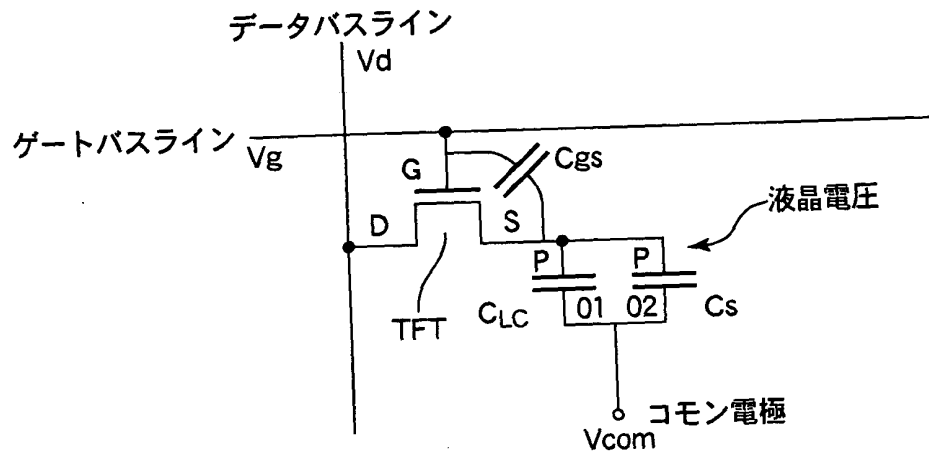 データバスライン
Vd
ゲートバスライン
Vg
G
Cgs
液晶電圧
D
S
P
P
CLC
01
02
Cs
TFT
コモン電極
Vcom